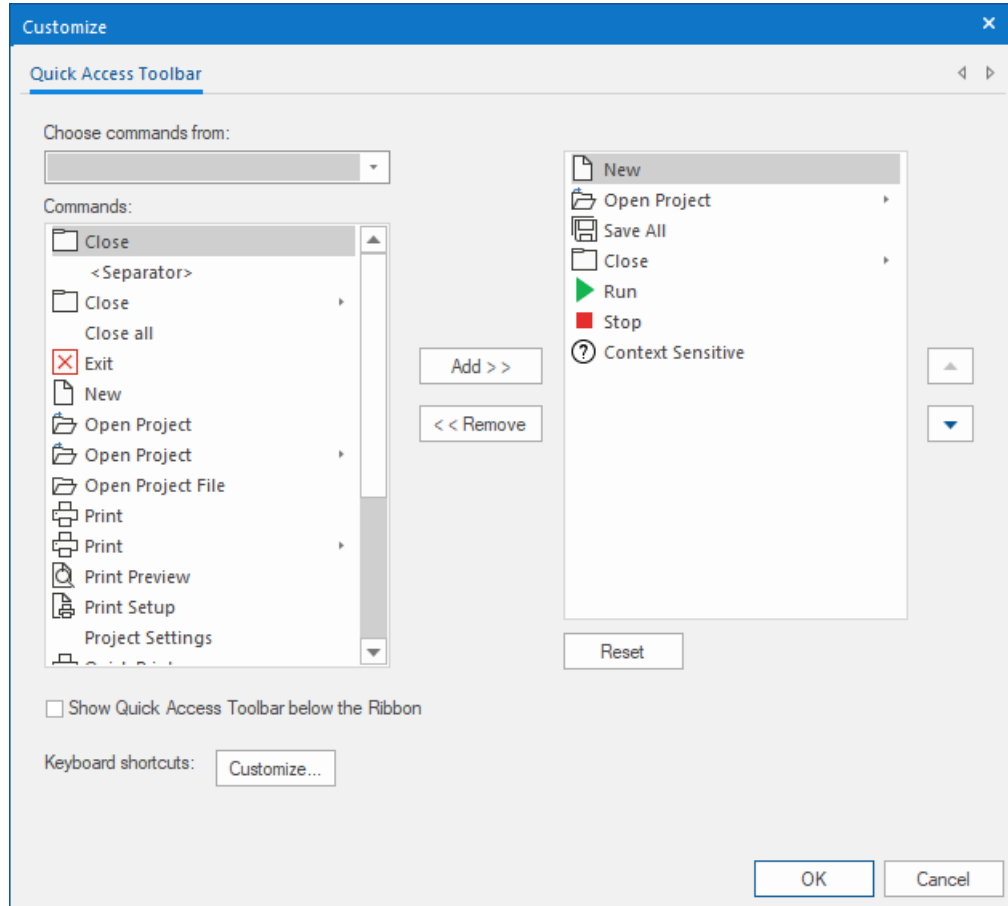 Customize
Quick Access Toolbar
Choose commands from:
Commands:
Close
<Separator>
Close
Close all
Exit
New
Open Project
Open Project
Open Project File
Print
Print
Print Preview
Print Setup
Project Settings
Add > >
< < Remove
New
Open Project
Save All
Close
Run
Stop
Context Sensitive
Reset
Show Quick Access Toolbar below the Ribbon
Keyboard shortcuts:
Customize...
OK
Cancel